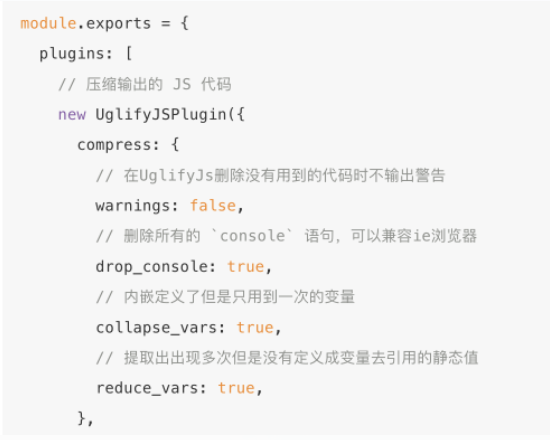 module.exports = {
plugins: [
// 压缩输出的 JS 代码
new UglifyJSPlugin({
compress: {
// 在UglifyJs删除没有用到的代码时不输出警告
warnings: false,
// 删除所有的 `console` 语句，可以兼容ie浏览器
drop_console: true,
// 内嵌定义了但是只用到一次的变量
collapse_vars: true,
// 提取出出现多次但是没有定义成变量去引用的静态值
reduce_vars: true,
},